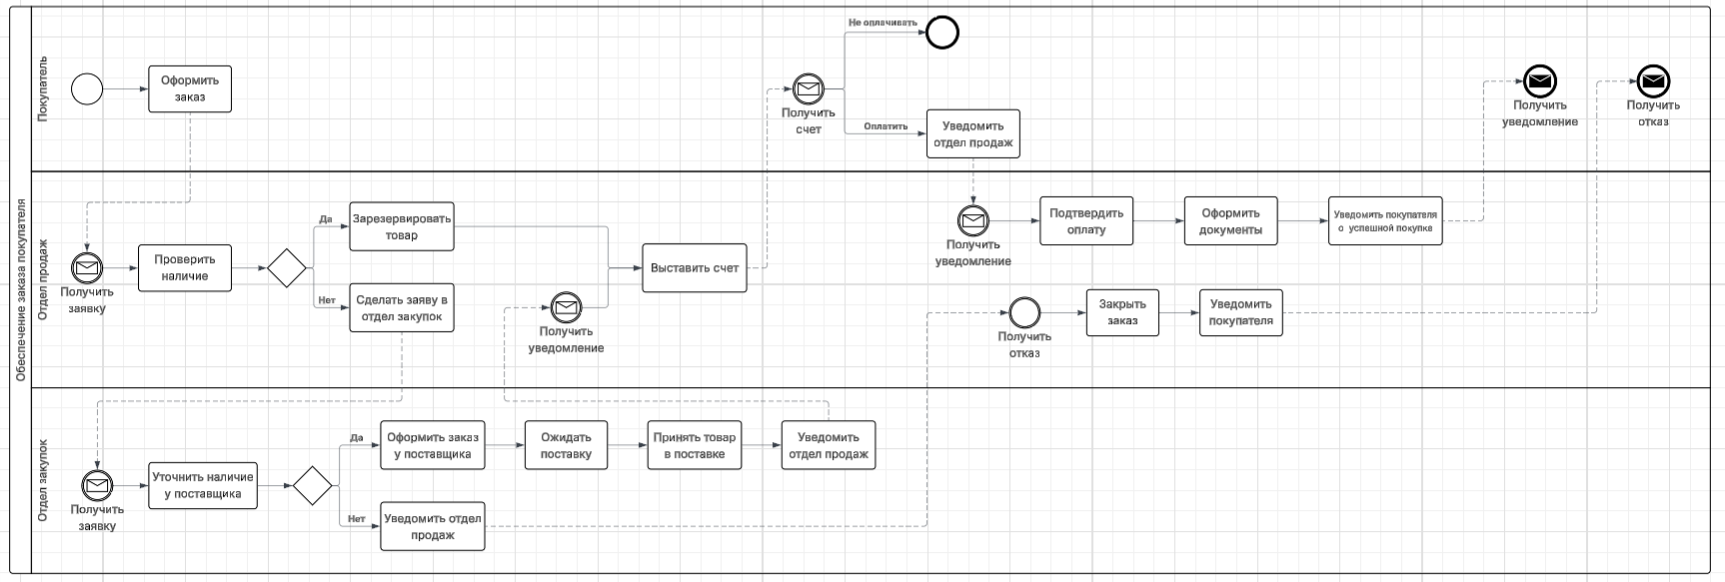 Обеспечение заказа покупателя
Покупатель
Оформить
заказ
Получить
счет
Не оплачивать
Оплатить
Уведомить
отдел продаж
Получить
уведомление
Получить
отказ
Отдел продаж
Получить
заявку
Проверить
наличие
Да
Зарезервировать
товар
Нет
Сделать заяву в
отдел закупок
Получить
уведомление
Выставить счет
Получить
уведомление
Подтвердить
оплату
Оформить
документы
Уведомить покупателя
о успешной покупке
Получить
отказ
Закрыть
заказ
Уведомить
покупателя
Отдел закупок
Получить
заявку
Уточнить наличие
у поставщика
Да
Оформить заказ
у поставщика
Ожидать
поставку
Принять товар
в поставке
Уведомить
отдел продаж
Нет
Уведомить отдел
продаж